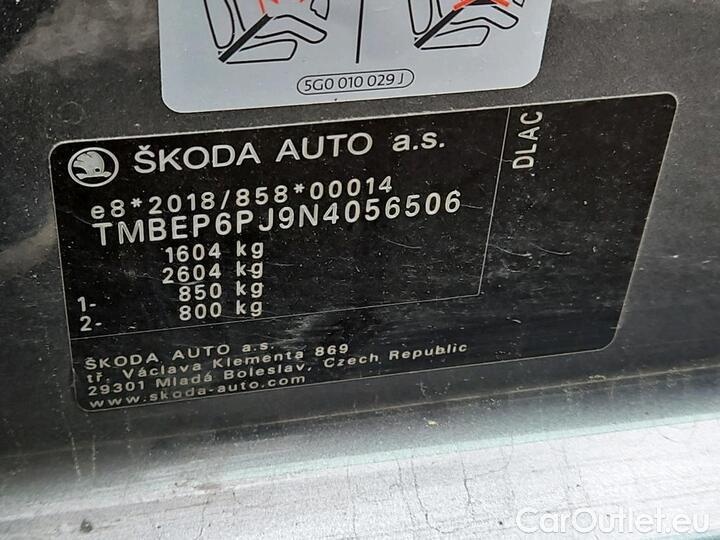 5G0 010 029 J
ŠKODA AUTO a.s.
DLAC
e8*2018/858*00014
TMBEP6PJ9N4056506
1604 kg
2604 kg
1- 850 kg
2- 800 kg
ŠKODA AUTO a.s.
tř. Václava Klementa 869
29301 Mladá Boleslav, Czech Republic
www.skoda-auto.com
CarOutlet.eu